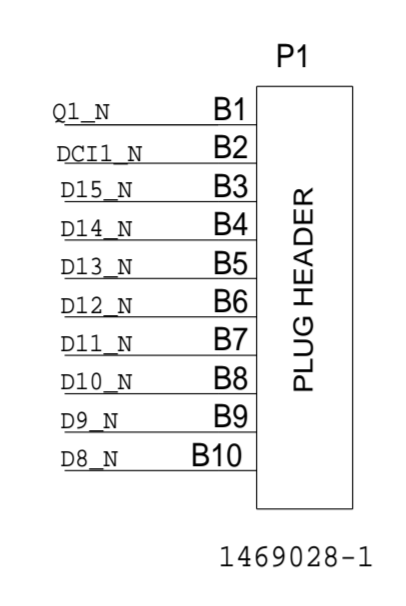 P1
Q1_N B1
DCI1_N B2
D15_N B3
D14_N B4
D13_N B5
D12_N B6
D11_N B7
D10_N B8
D9_N B9
D8_N B10
PLUG HEADER
1469028-1